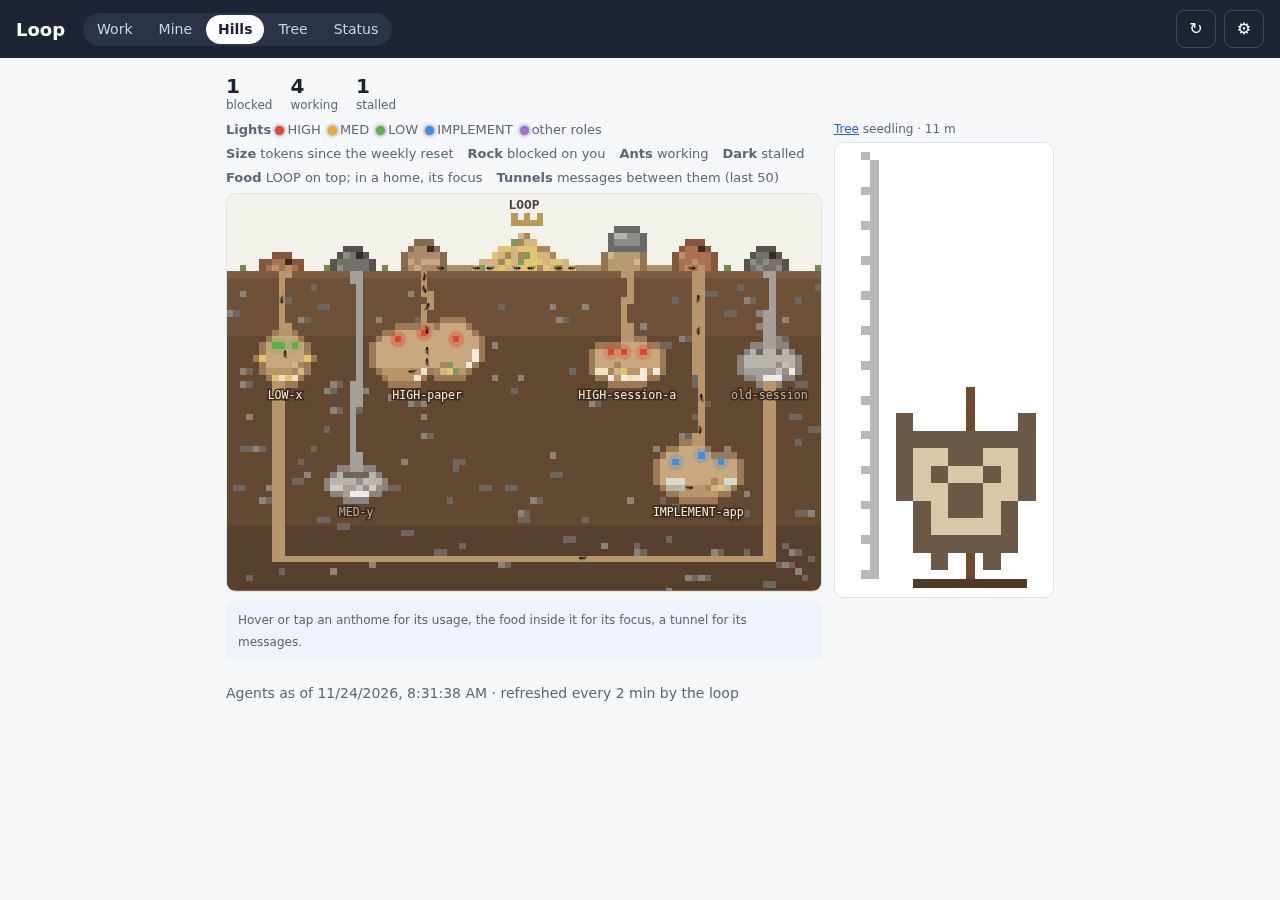 Loop
Work Mine Hills Tree Status
↻ ⚙
1 4 1
blocked working stalled
Lights HIGH MED LOW IMPLEMENT other roles
Size tokens since the weekly reset Rock blocked on you Ants working Dark stalled
Food LOOP on top; in a home, its focus Tunnels messages between them (last 50)
Tree seedling · 11 m
LOOP
LOW-x HIGH-paper HIGH-session-a old-session
MED-y IMPLEMENT-app
Hover or tap an anthome for its usage, the food inside it for its focus, a tunnel for its
messages.
Agents as of 11/24/2026, 8:31:38 AM · refreshed every 2 min by the loop